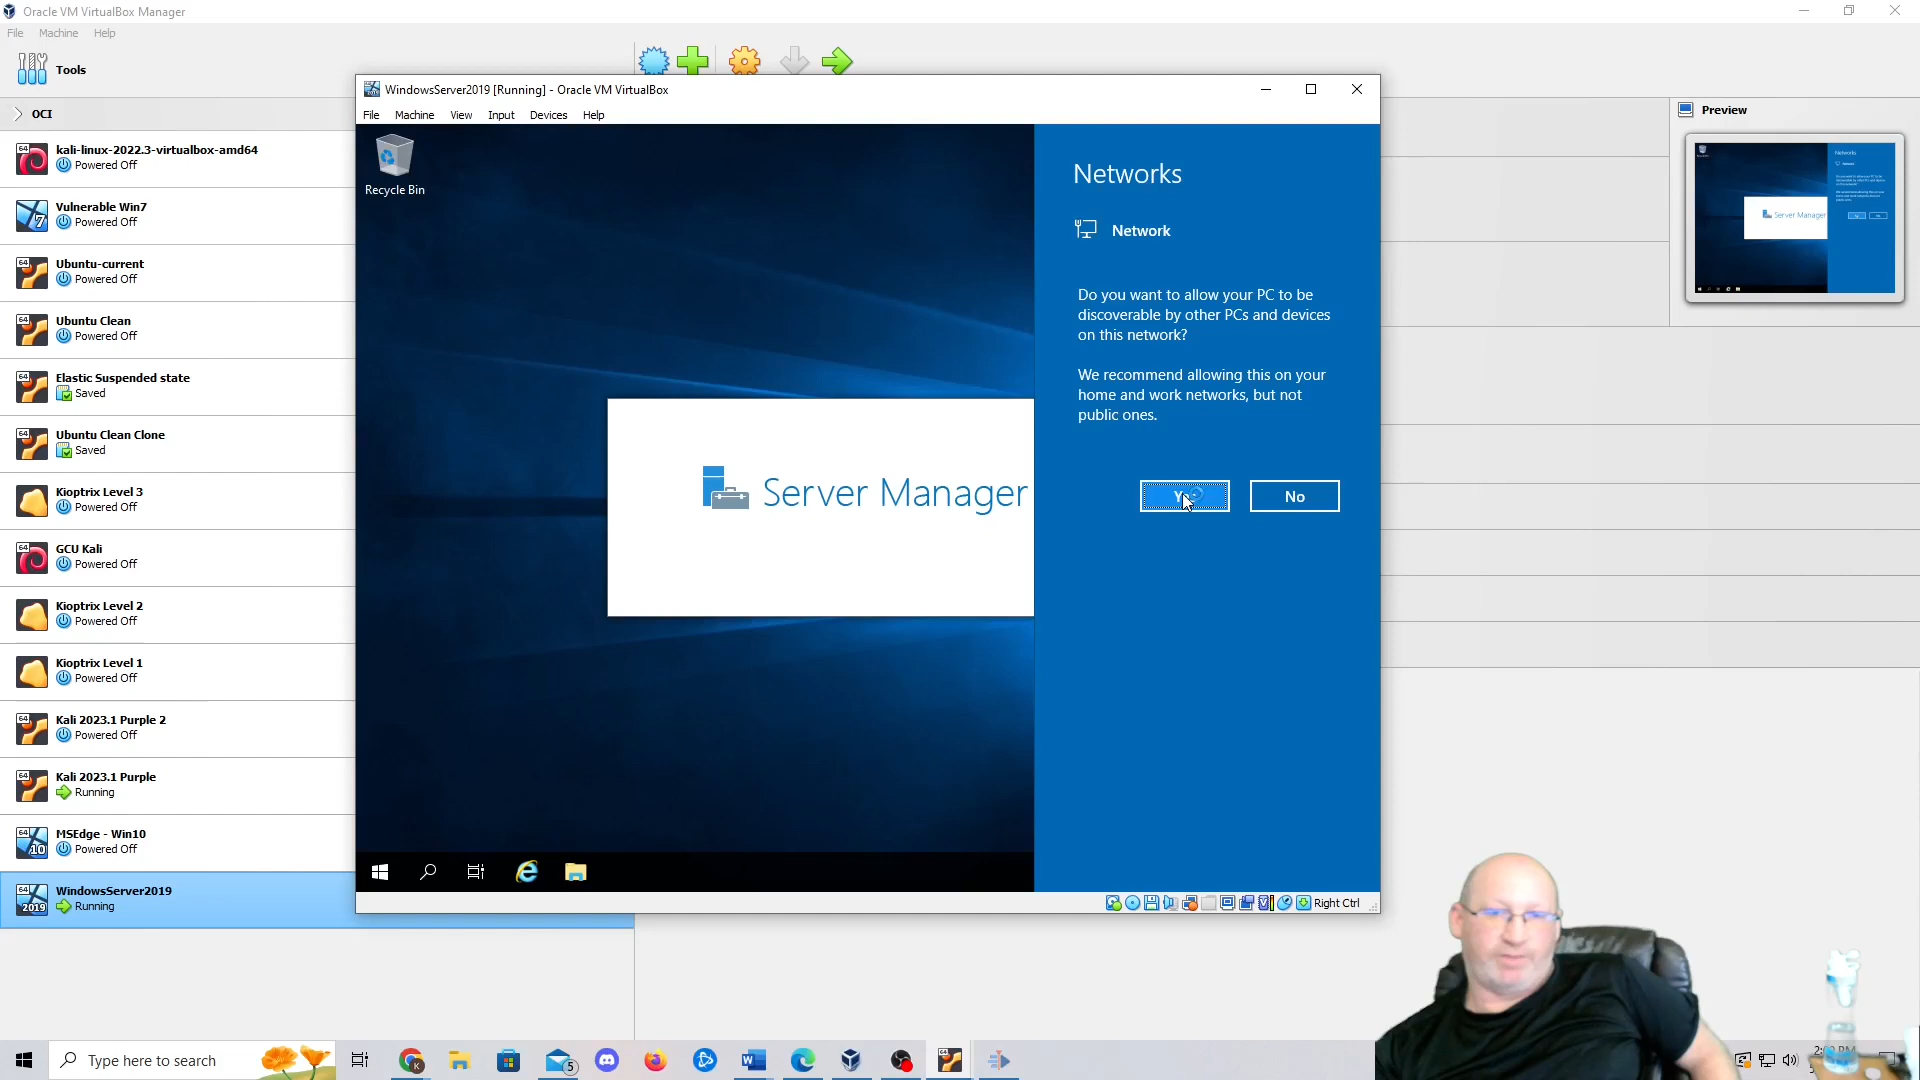 Oracle VM VirtualBox Manager
File Machine Help
Tools
OCI
kali-linux-2022.3-virtualbox-amd64
Powered Off
Vulnerable Win7
Powered Off
Ubuntu-current
Powered Off
Ubuntu Clean
Powered Off
Elastic Suspended state
Saved
Ubuntu Clean Clone
Saved
Kioptrix Level 3
Powered Off
GCU Kali
Powered Off
Kioptrix Level 2
Powered Off
Kioptrix Level 1
Powered Off
Kali 2023.1 Purple 2
Powered Off
Kali 2023.1 Purple
Running
MSEdge - Win10
Powered Off
WindowsServer2019
Running
WindowsServer2019 [Running] - Oracle VM VirtualBox
File Machine View Input Devices Help
Recycle Bin
Server Manager
Networks
Network
Do you want to allow your PC to be
discoverable by other PCs and devices
on this network?
We recommend allowing this on your
home and work networks, but not
public ones.
No
Right Ctrl
Preview
Type here to search
5